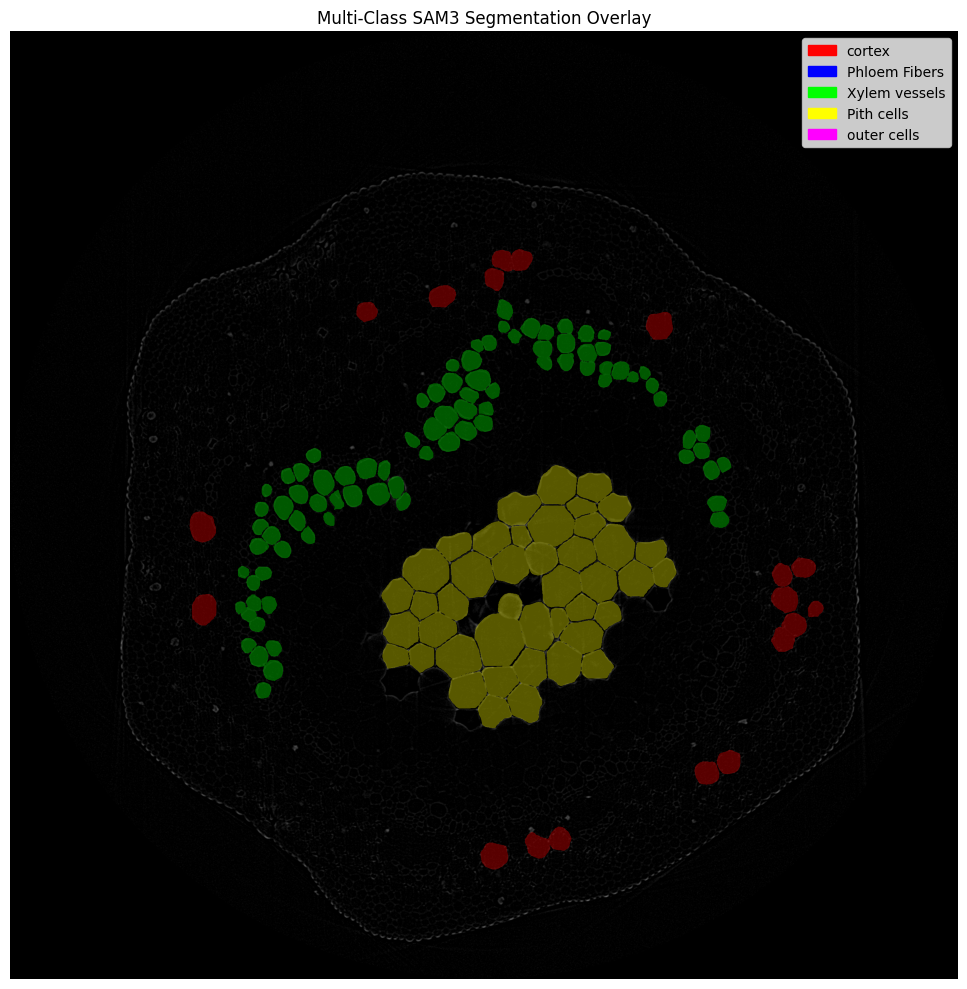 Multi-Class SAM3 Segmentation Overlay
cortex
Phloem Fibers
Xylem vessels
Pith cells
outer cells